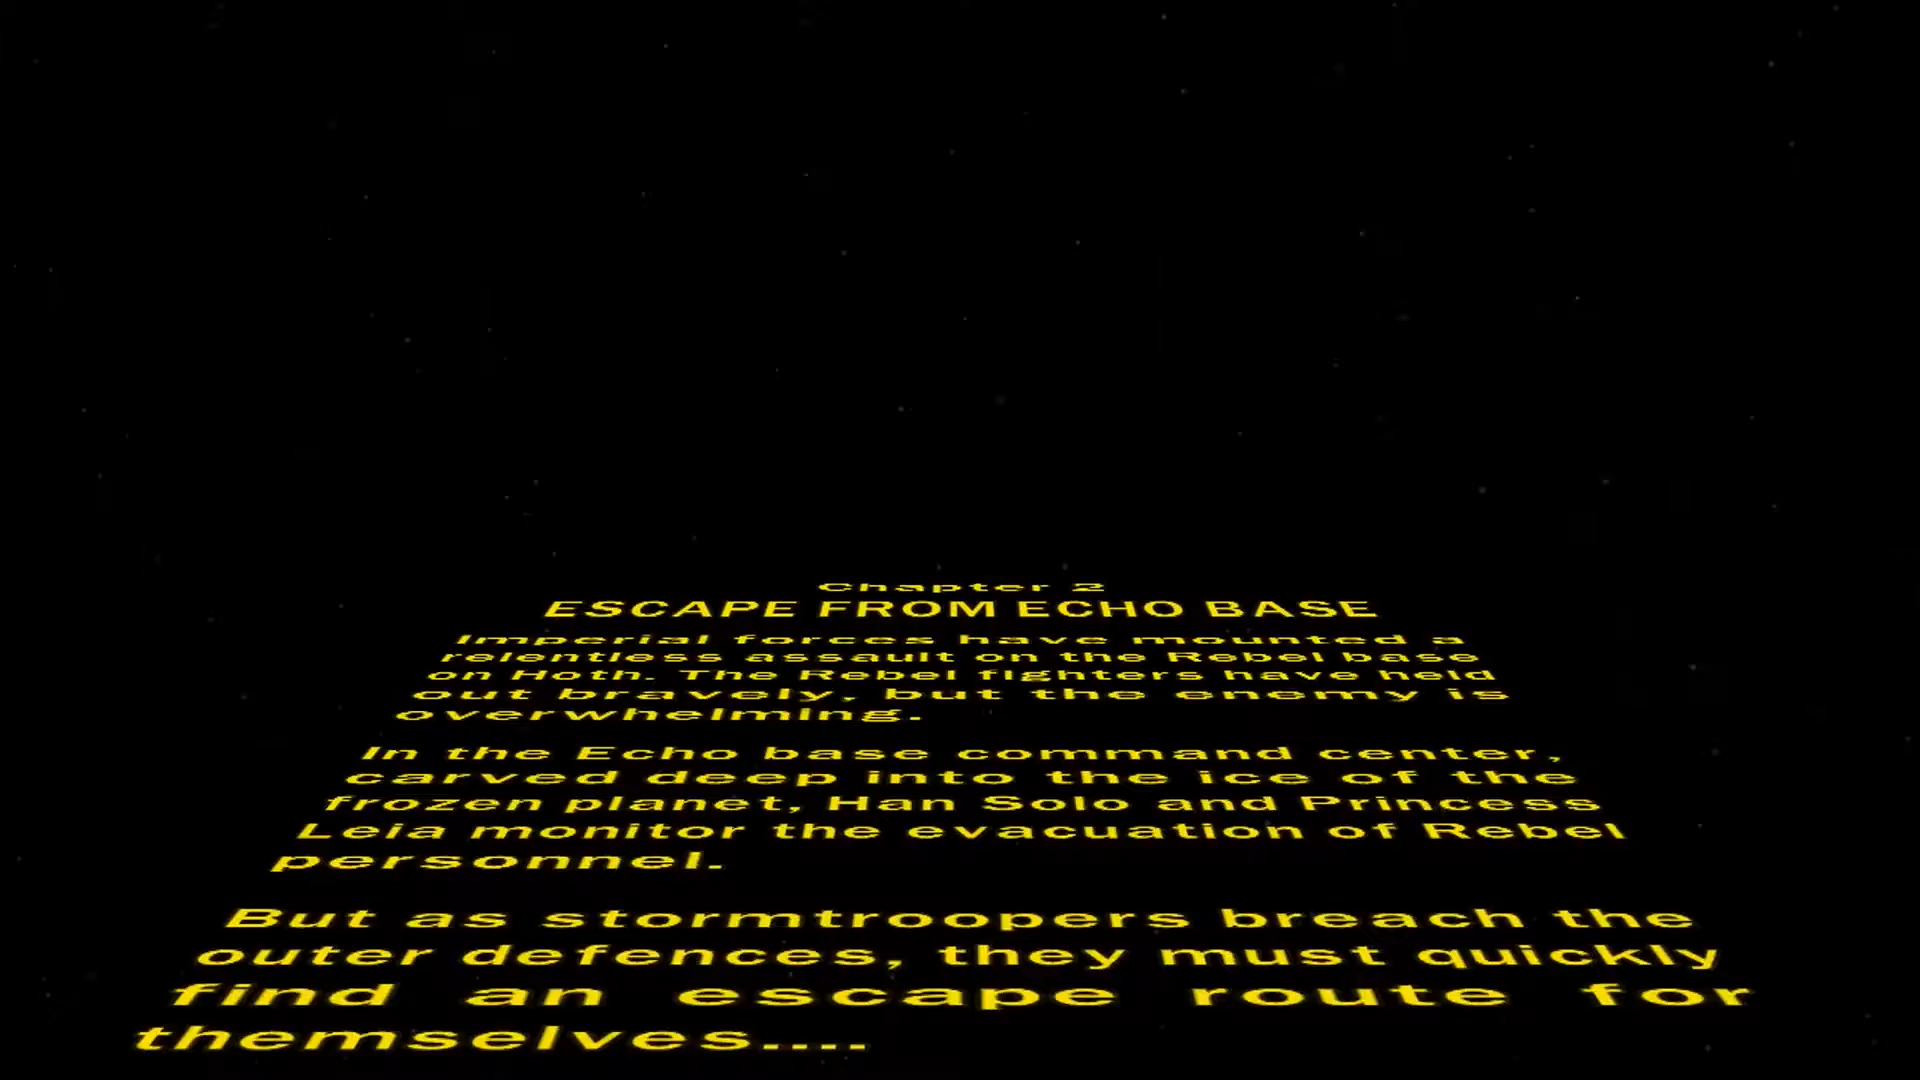 Chapter 2
ESCAPE FROM ECHO BASE
Imperial forces have mounted a
relentless assault on the Rebel base
on Hoth. The Rebel fighters have held
out bravely, but the enemy is
overwhelming.
In the Echo base command center,
carved deep into the ice of the
frozen planet, Han Solo and Princess
Leia monitor the evacuation of Rebel
personnel.
But as stormtroopers breach the
outer defences, they must quickly
find an escape route for
themselves....